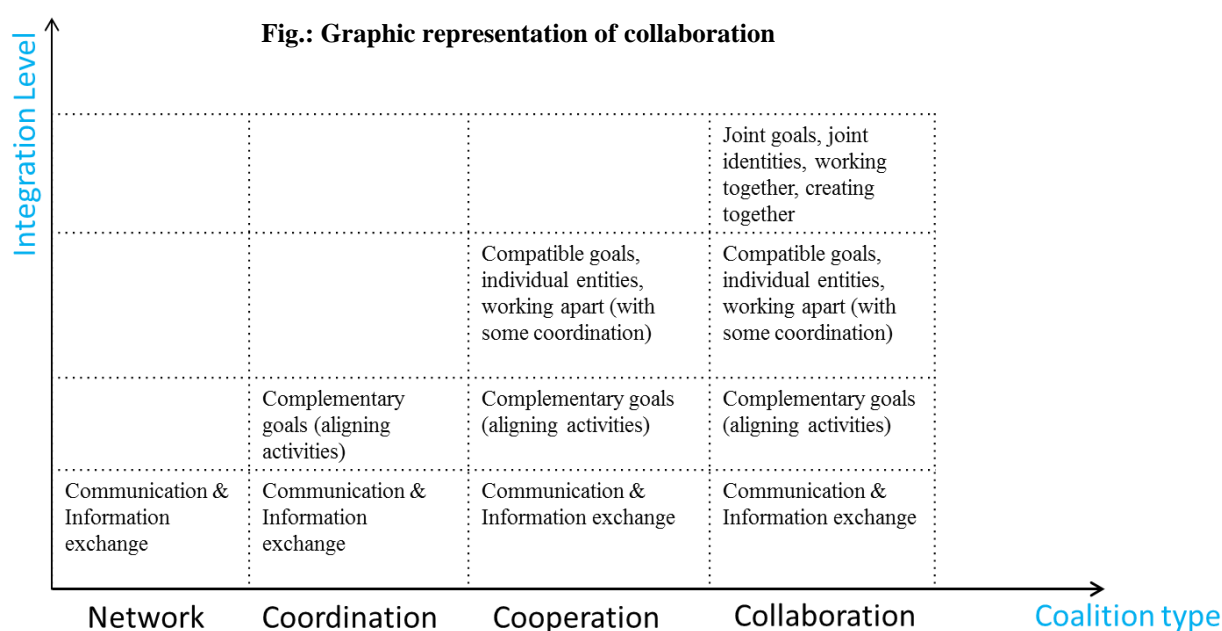 Fig.: Graphic representation of collaboration
Integration Level
Joint goals, joint
identities, working
together, creating
together
Compatible goals,
individual entities,
working apart (with
some coordination)
Compatible goals,
individual entities,
working apart (with
some coordination)
Complementary
goals (aligning
activities)
Complementary goals
(aligning activities)
Complementary goals
(aligning activities)
Communication &
Information
exchange
Communication &
Information
exchange
Communication &
Information exchange
Communication &
Information exchange
Network
Coordination
Cooperation
Collaboration
Coalition type